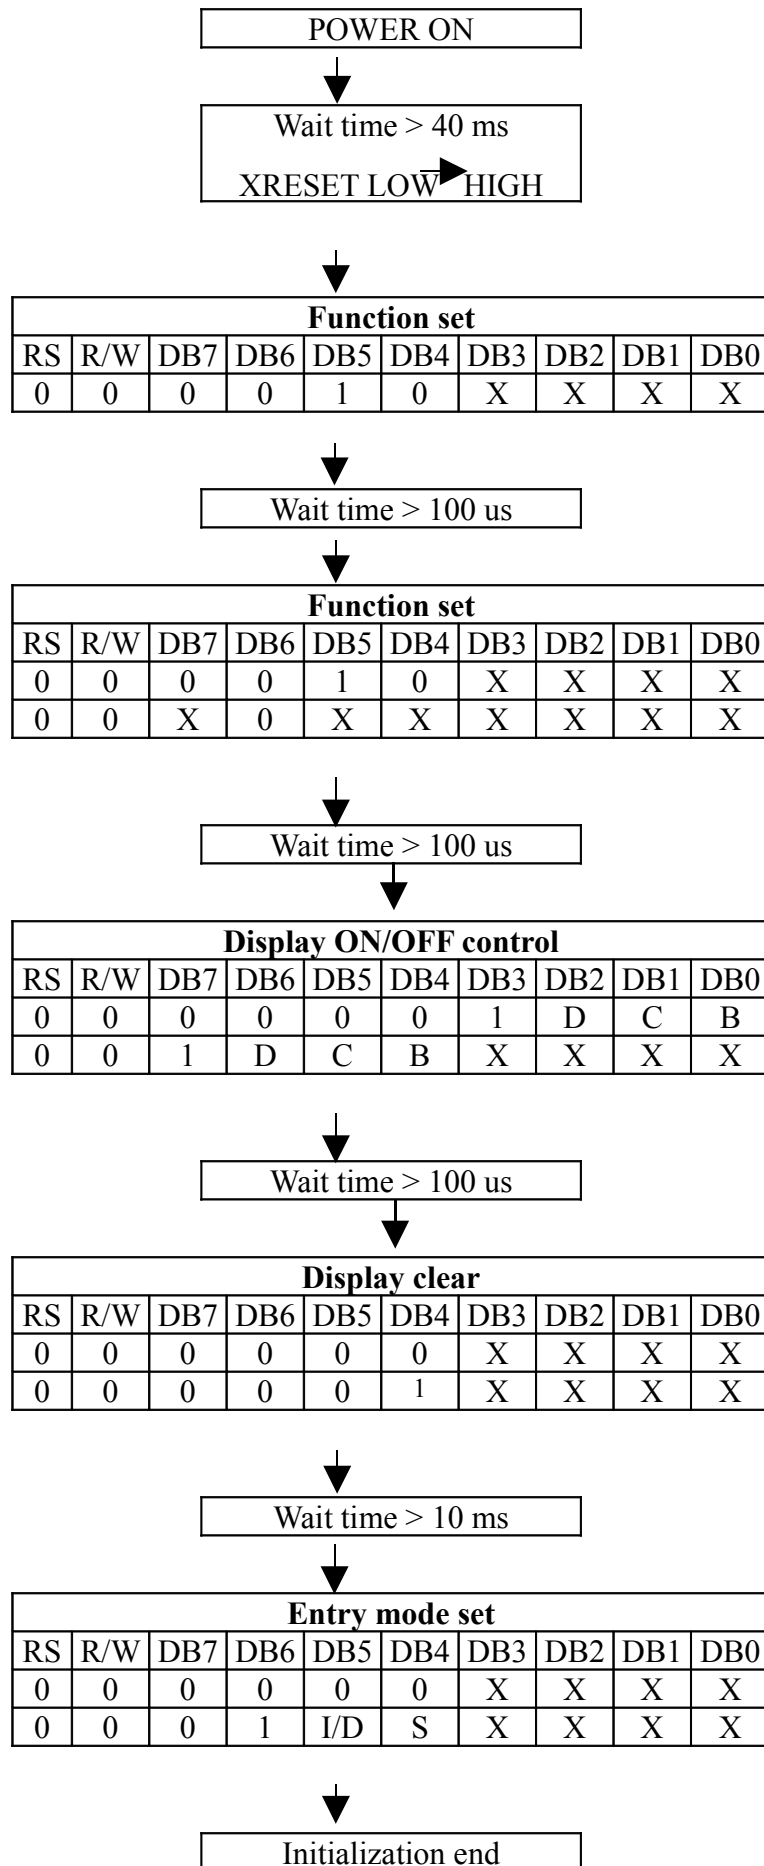 POWER ON
Wait time > 40 ms
XRESET LOW HIGH
Function set
RS R/W DB7 DB6 DB5 DB4 DB3 DB2 DB1 DB0
0 0 0 0 1 0 X X X X
Wait time > 100 us
Function set
RS R/W DB7 DB6 DB5 DB4 DB3 DB2 DB1 DB0
0 0 0 0 1 0 X X X X
0 0 X 0 X X X X X X
Wait time > 100 us
Display ON/OFF control
RS R/W DB7 DB6 DB5 DB4 DB3 DB2 DB1 DB0
0 0 0 0 0 0 1 D C B
0 0 1 D C B X X X X
Wait time > 100 us
Display clear
RS R/W DB7 DB6 DB5 DB4 DB3 DB2 DB1 DB0
0 0 0 0 0 0 X X X X
0 0 0 0 0 1 X X X X
Wait time > 10 ms
Entry mode set
RS R/W DB7 DB6 DB5 DB4 DB3 DB2 DB1 DB0
0 0 0 0 0 0 X X X X
0 0 0 1 I/D S X X X X
Initialization end